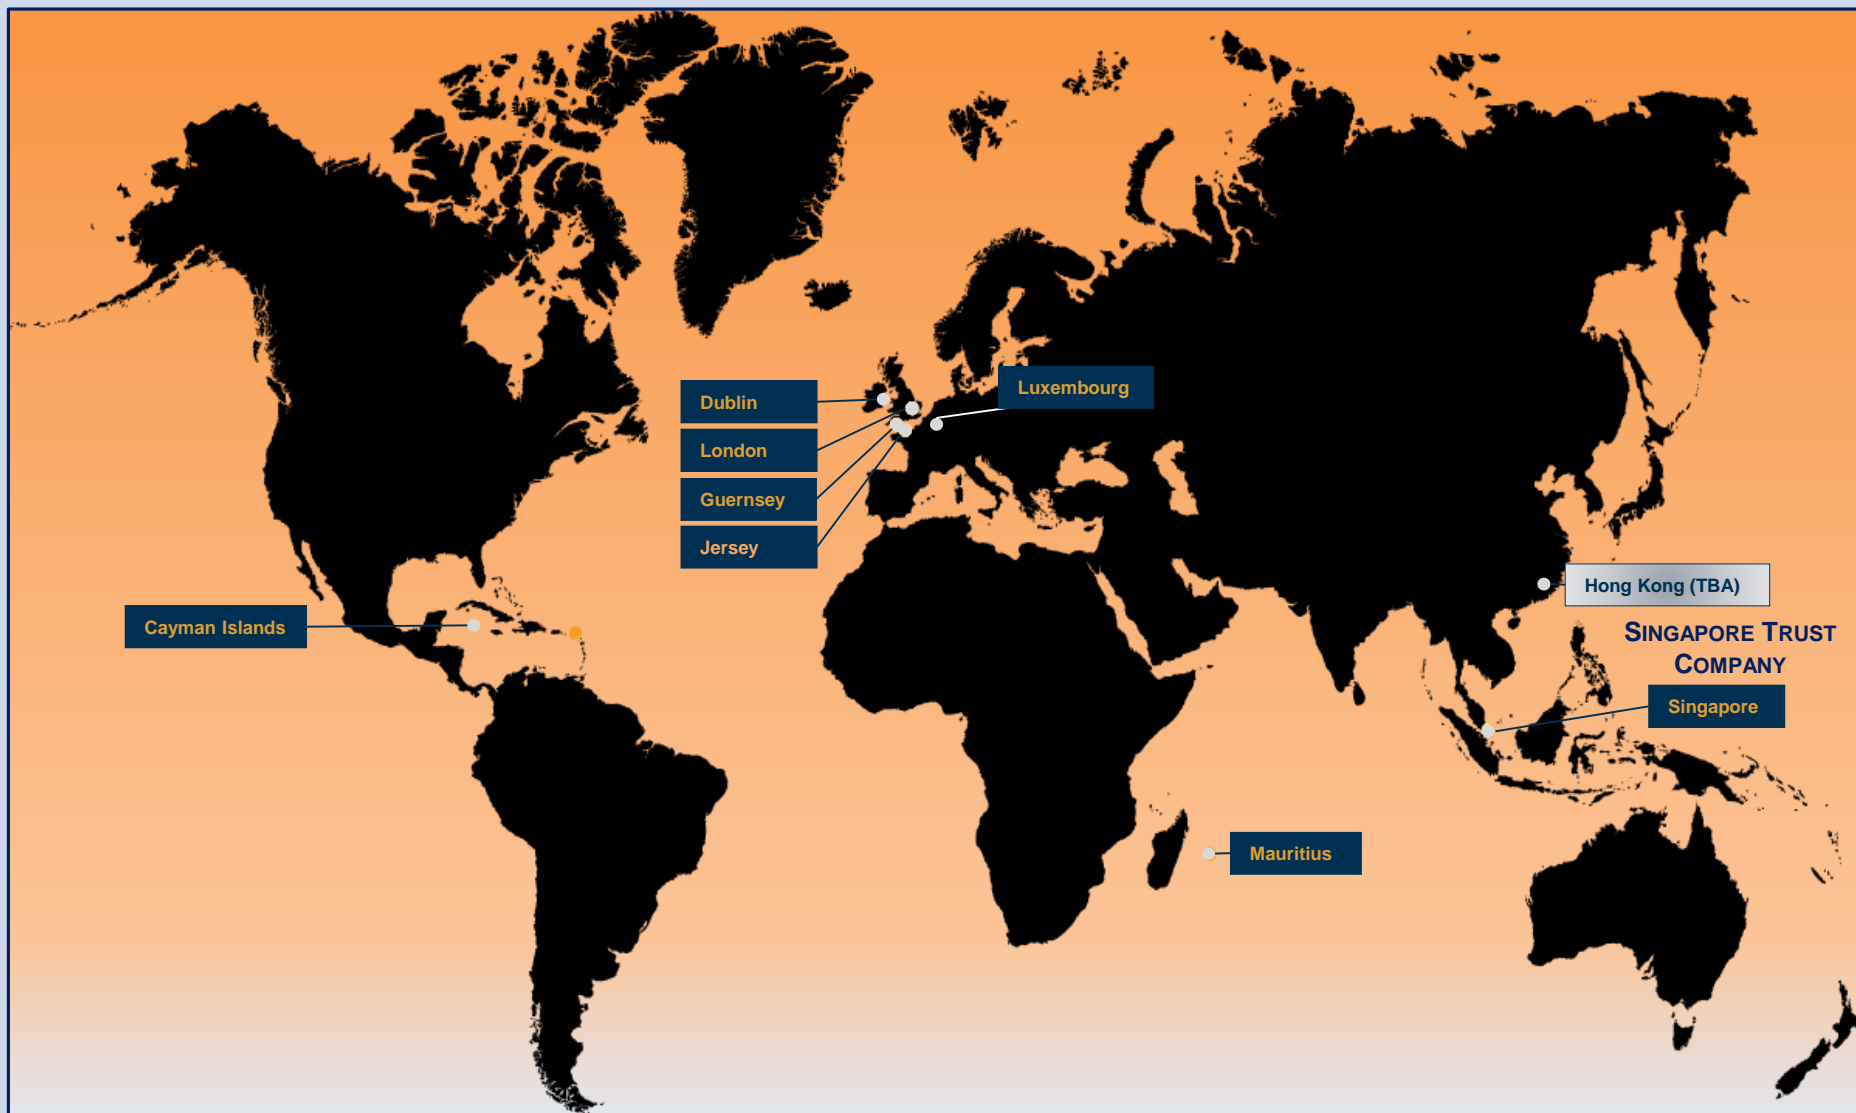 Luxembourg
Dublin
London
Guernsey
Jersey
Hong Kong (TBA)
Cayman Islands
SINGAPORE TRUST
COMPANY
Singapore
Mauritius